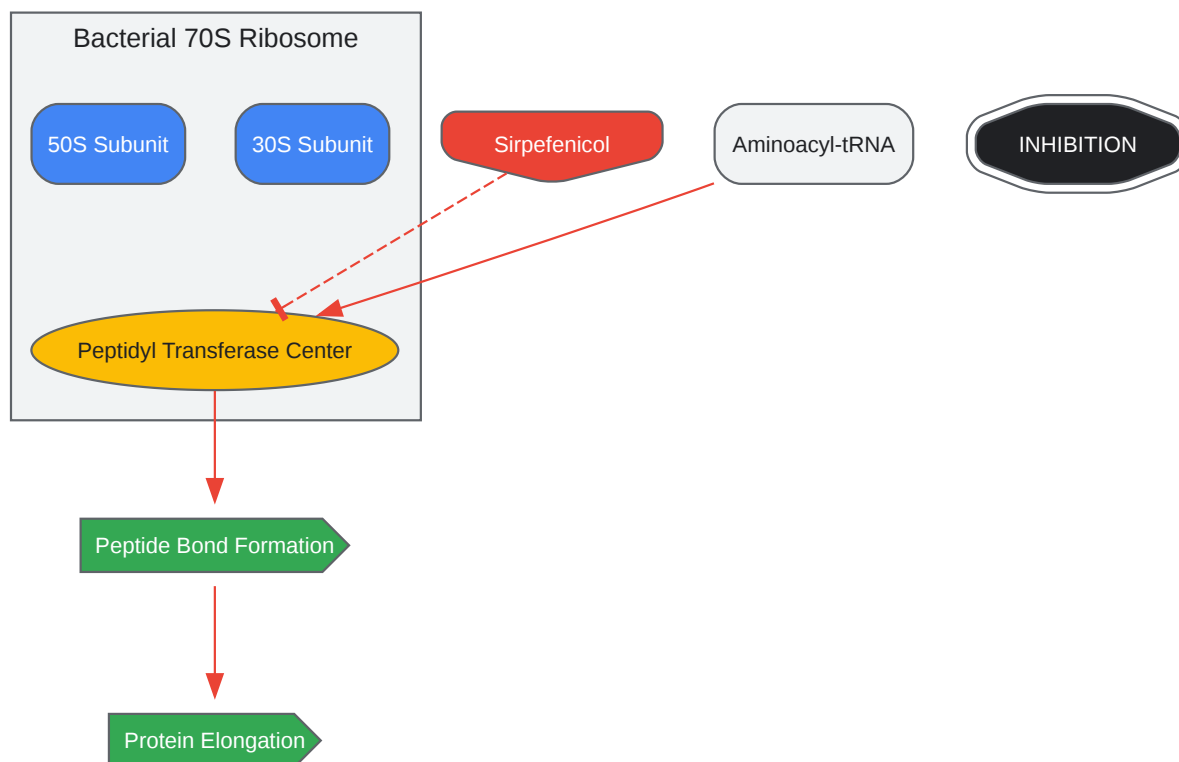 Bacterial 70S Ribosome
50S Subunit
30S Subunit
Sirpefenicol
Aminoacyl-tRNA
INHIBITION
Peptidyl Transferase Center
Peptide Bond Formation
Protein Elongation